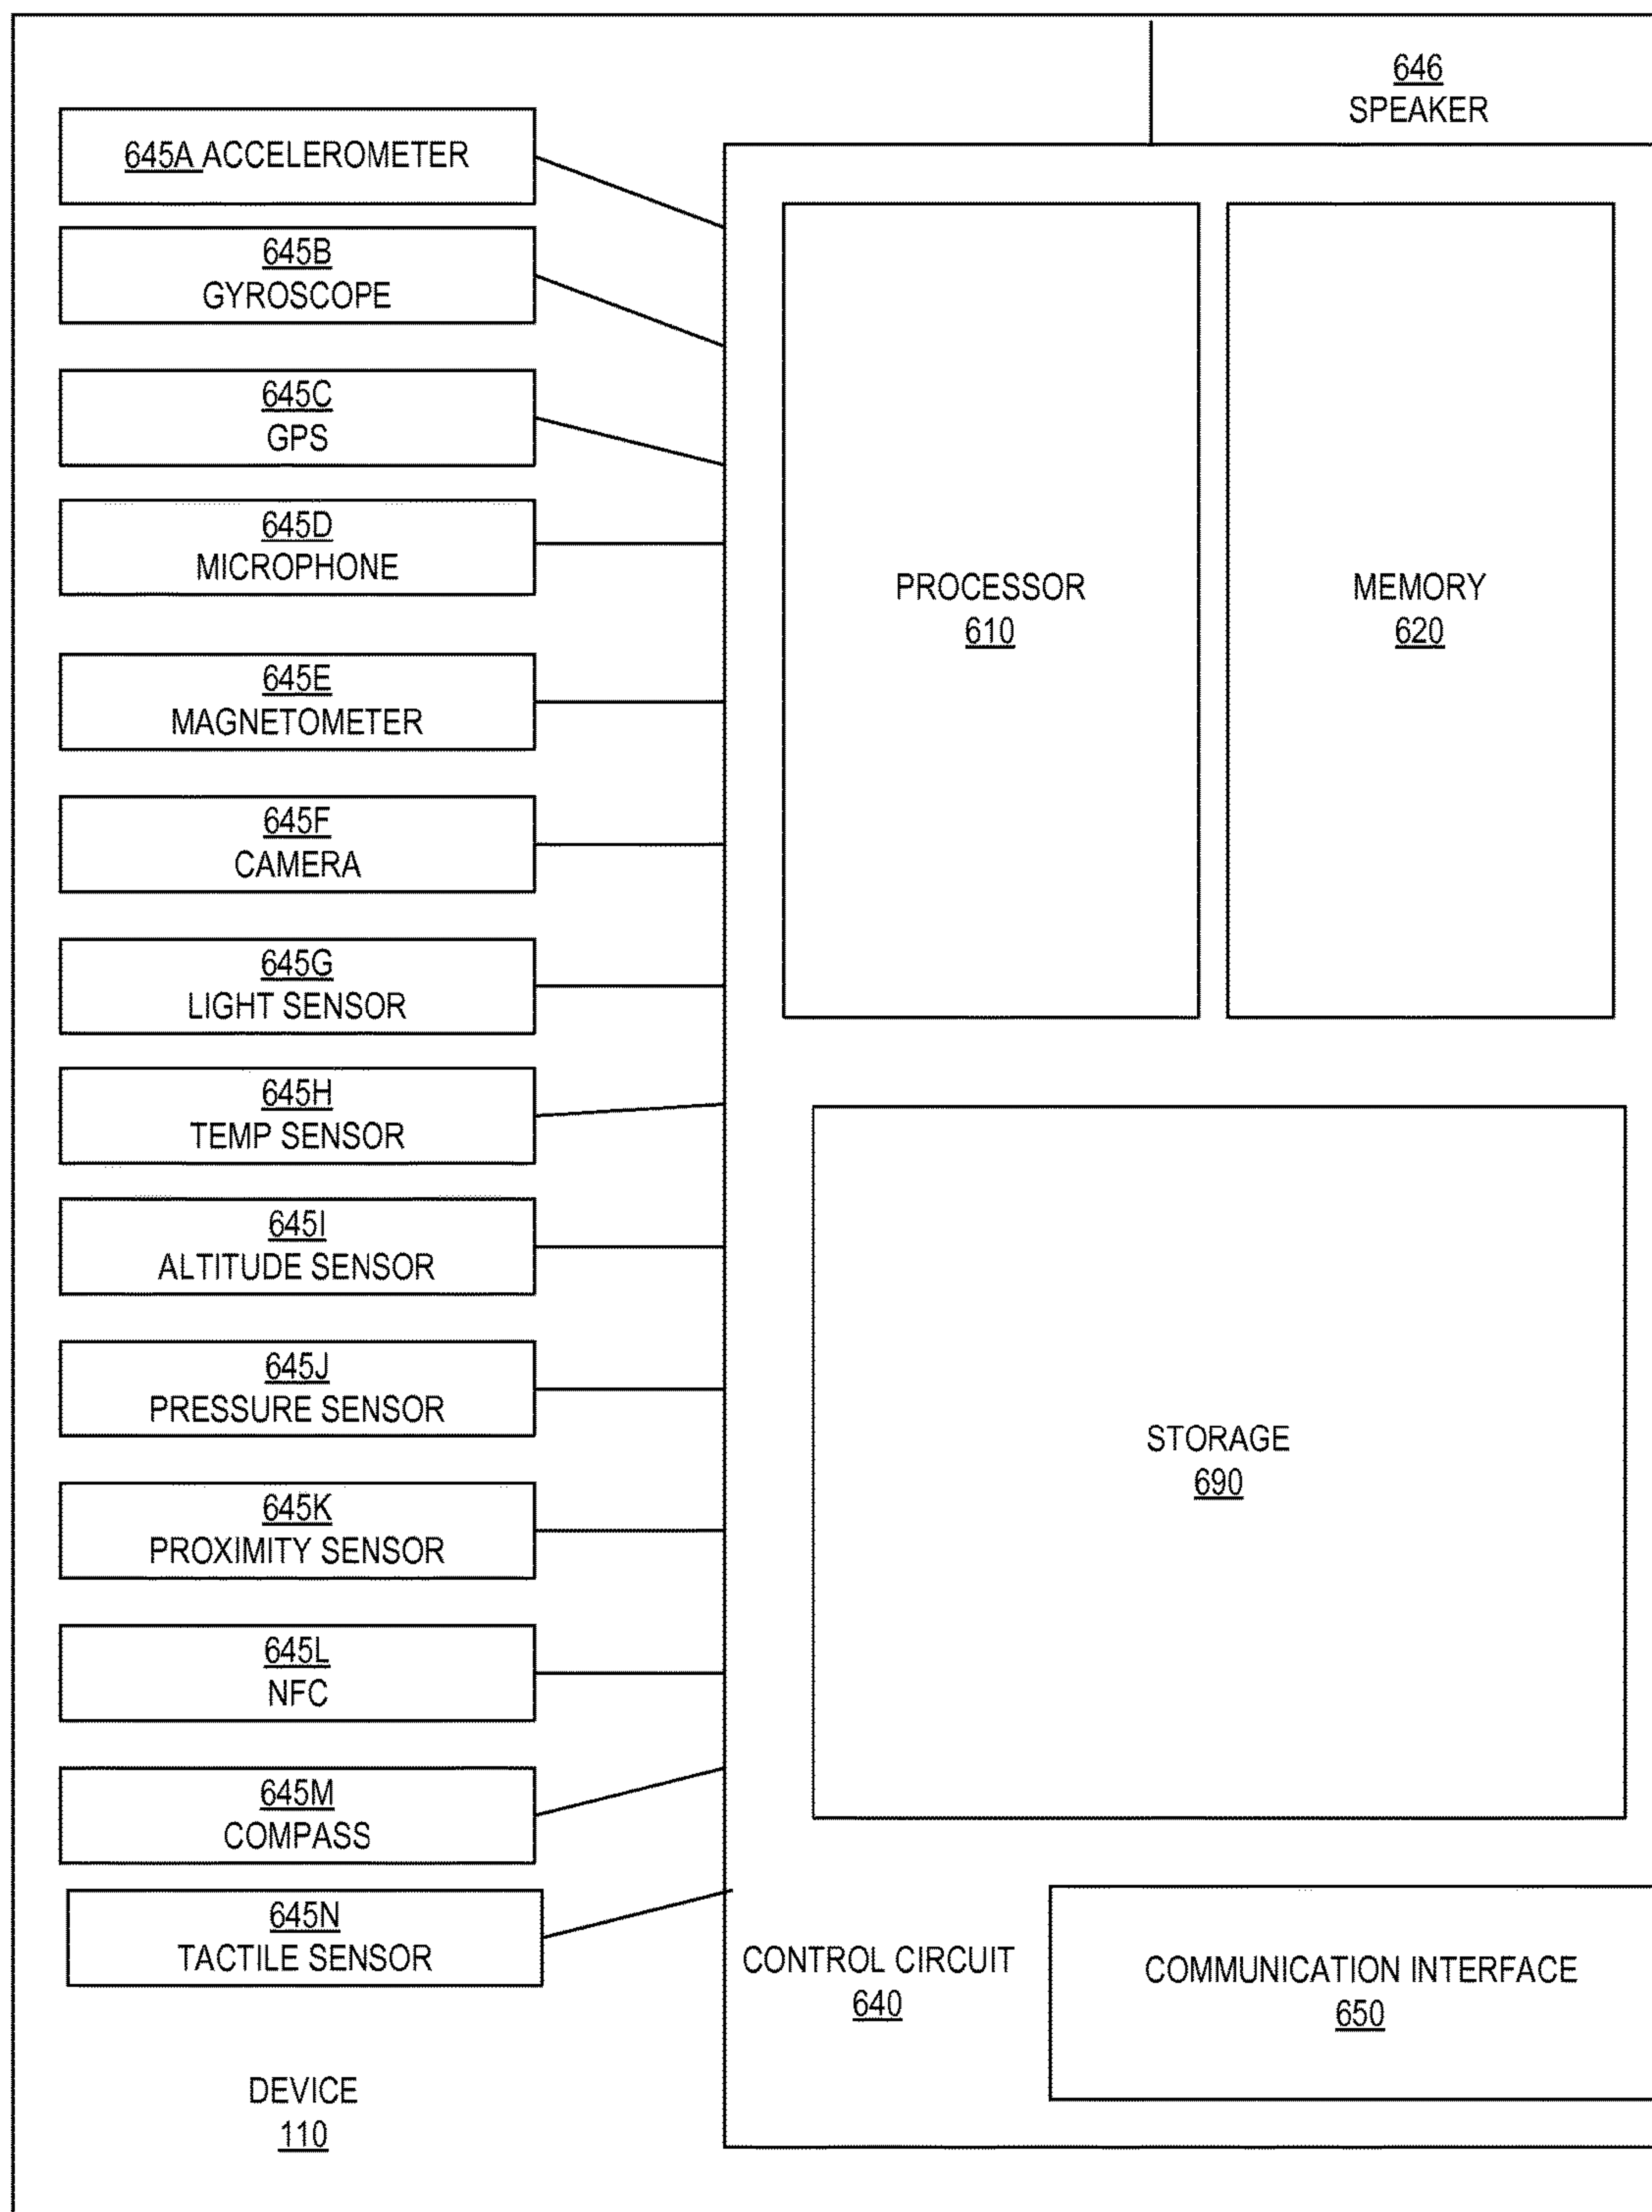 646
SPEAKER
645A ACCELEROMETER
645B
GYROSCOPE
645C
GPS
645D
MICROPHONE
645E
MAGNETOMETER
645F
CAMERA
645G
LIGHT SENSOR
645H
TEMP SENSOR
645I
ALTITUDE SENSOR
645J
PRESSURE SENSOR
645K
PROXIMITY SENSOR
645L
NFC
645M
COMPASS
645N
TACTILE SENSOR
DEVICE
110
PROCESSOR
610
MEMORY
620
STORAGE
690
CONTROL CIRCUIT
640
COMMUNICATION INTERFACE
650